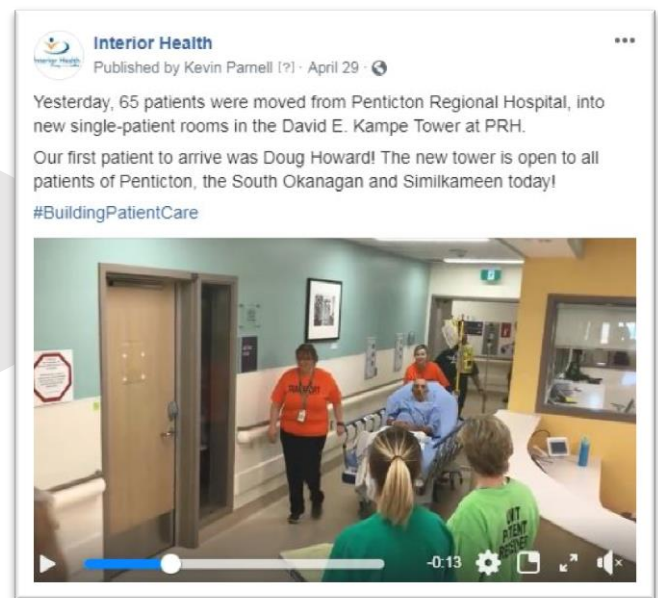 Interior Health
Published by Kevin Parnell [?] · April 29 ·
Yesterday, 65 patients were moved from Penticton Regional Hospital, into
new single-patient rooms in the David E. Kampe Tower at PRH.
Our first patient to arrive was Doug Howard! The new tower is open to all
patients of Penticton, the South Okanagan and Similkameen today!
#BuildingPatientCare
TRANSPORT
PATIENT
-0:13